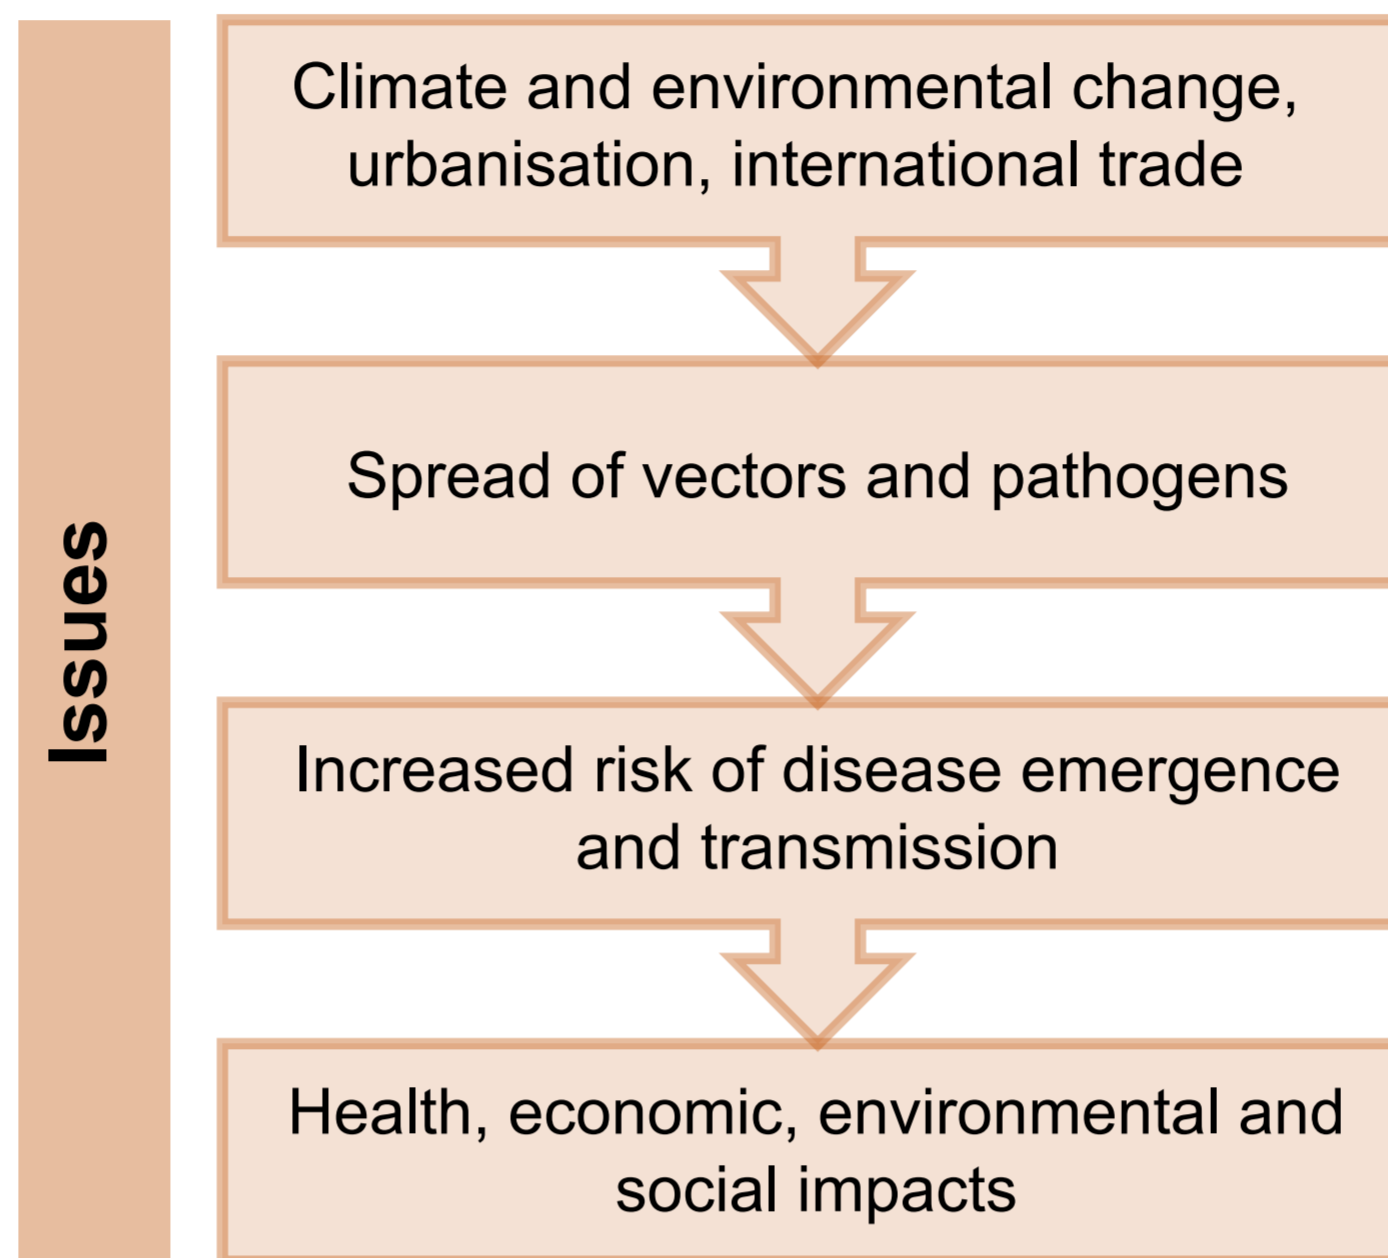 Issues
Climate and environmental change,
urbanisation, international trade
Spread of vectors and pathogens
Increased risk of disease emergence
and transmission
Health, economic, environmental and
social impacts